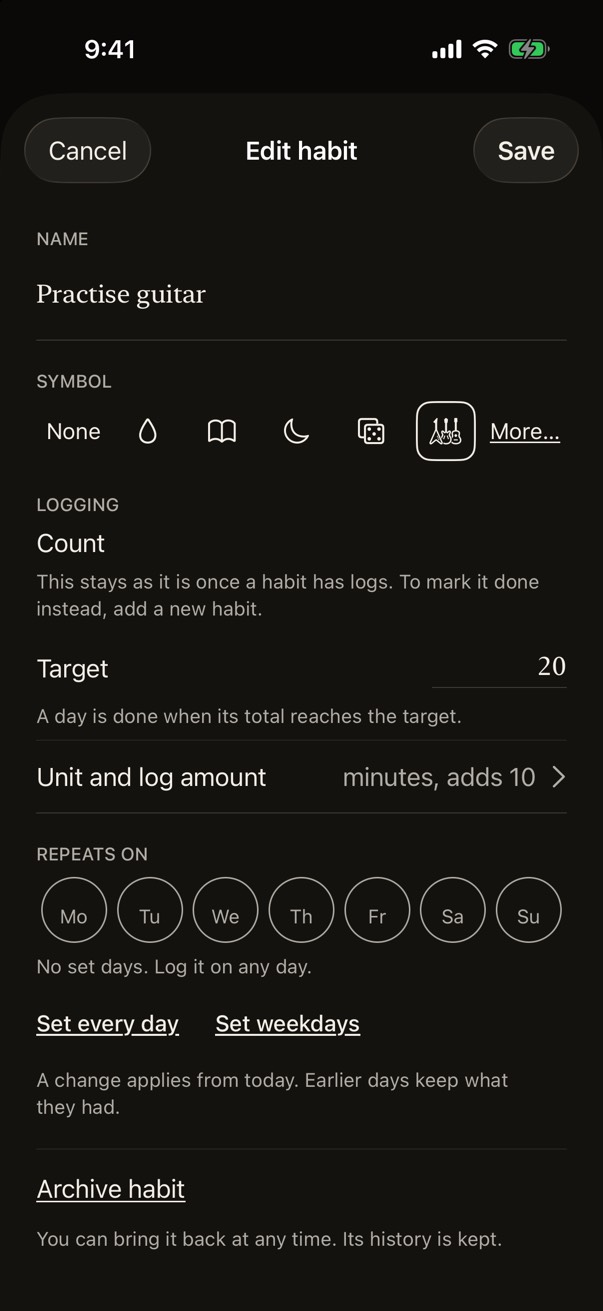 9:41
Cancel
Edit habit
Save
NAME
Practise guitar
SYMBOL
None
More...
LOGGING
Count
This stays as it is once a habit has logs. To mark it done
instead, add a new habit.
Target
20
A day is done when its total reaches the target.
Unit and log amount
minutes, adds 10
REPEATS ON
Mo Tu We Th Fr Sa Su
No set days. Log it on any day.
Set every day
Set weekdays
A change applies from today. Earlier days keep what
they had.
Archive habit
You can bring it back at any time. Its history is kept.